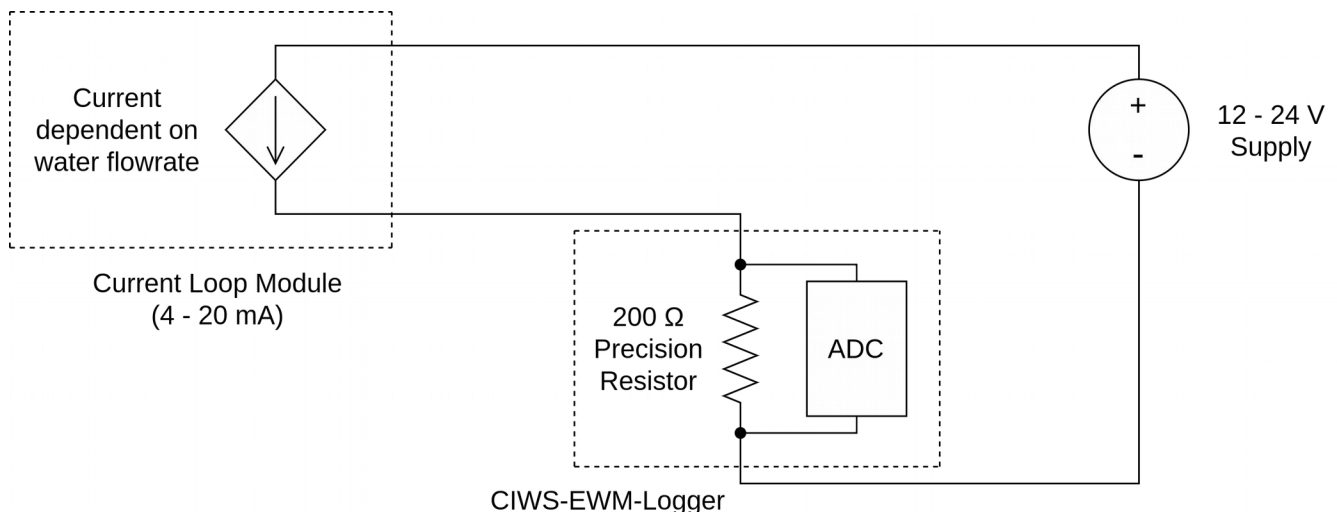 Current
dependent on
water flowrate
+
-
12 - 24 V
Supply
Current Loop Module
(4 - 20 mA)
200 Ω
Precision
Resistor
ADC
CIWS-EWM-Logger